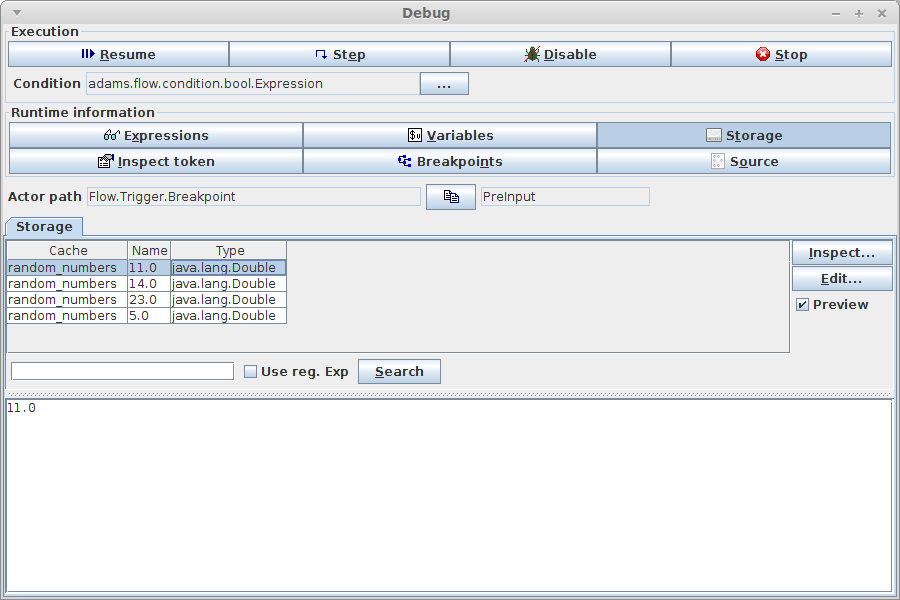 Debug
Execution
Resume Step Disable Stop
Condition adams.flow.condition.bool.Expression ...
Runtime information
Expressions Variables Storage
Inspect token Breakpoints Source
Actor path Flow.Trigger.Breakpoint PreInput
Storage
Cache Name Type
random_numbers 11.0 java.lang.Double
random_numbers 14.0 java.lang.Double
random_numbers 23.0 java.lang.Double
random_numbers 5.0 java.lang.Double
Inspect...
Edit...
Preview
Use reg. Exp Search
11.0